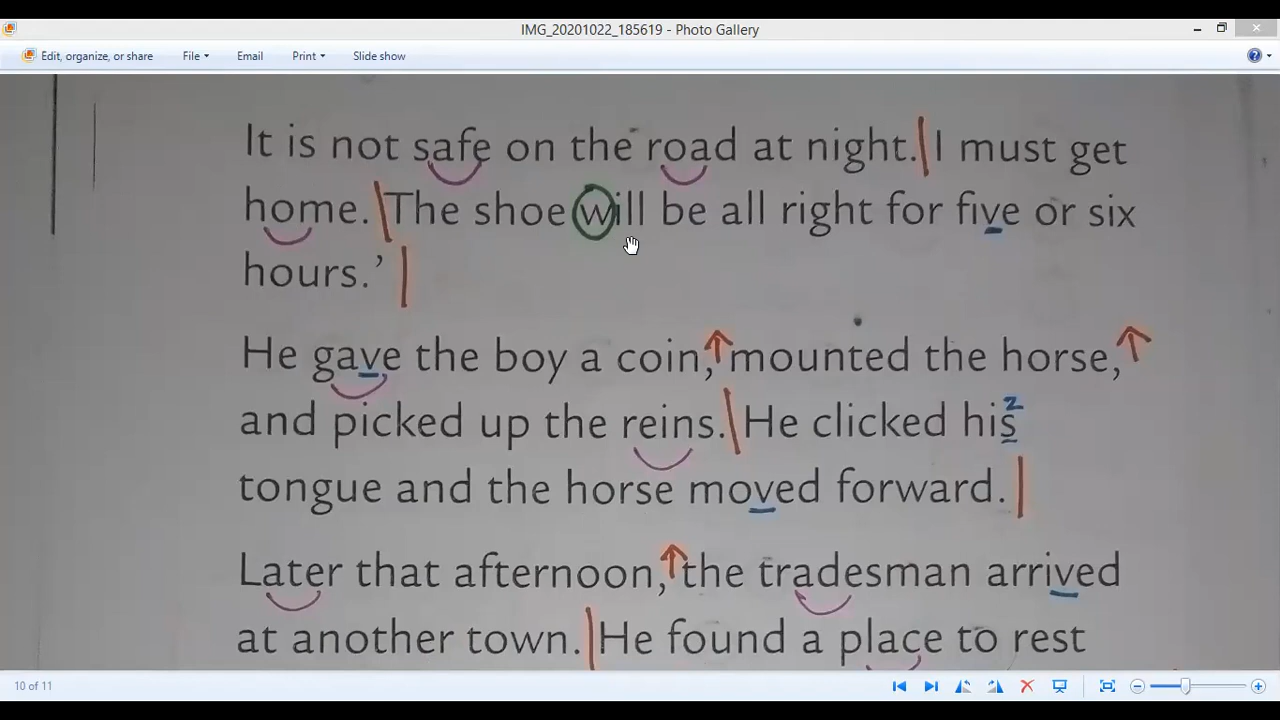 IMG_20201022_185619 - Photo Gallery
Edit, organize, or share File Email Print Slide show
It is not safe on the road at night. I must get
home. The shoe will be all right for five or six
hours.’
He gave the boy a coin, mounted the horse,
and picked up the reins. He clicked his
z
tongue and the horse moved forward.
Later that afternoon, the tradesman arrived
at another town. He found a place to rest
10 of 11